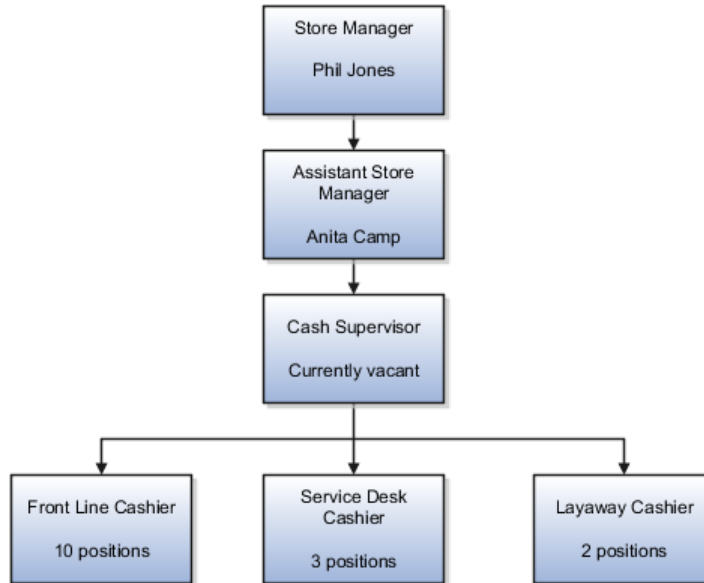 Store Manager
Phil Jones
Assistant Store
Manager
Anita Camp
Cash Supervisor
Currently vacant
Front Line Cashier
10 positions
Service Desk
Cashier
3 positions
Layaway Cashier
2 positions